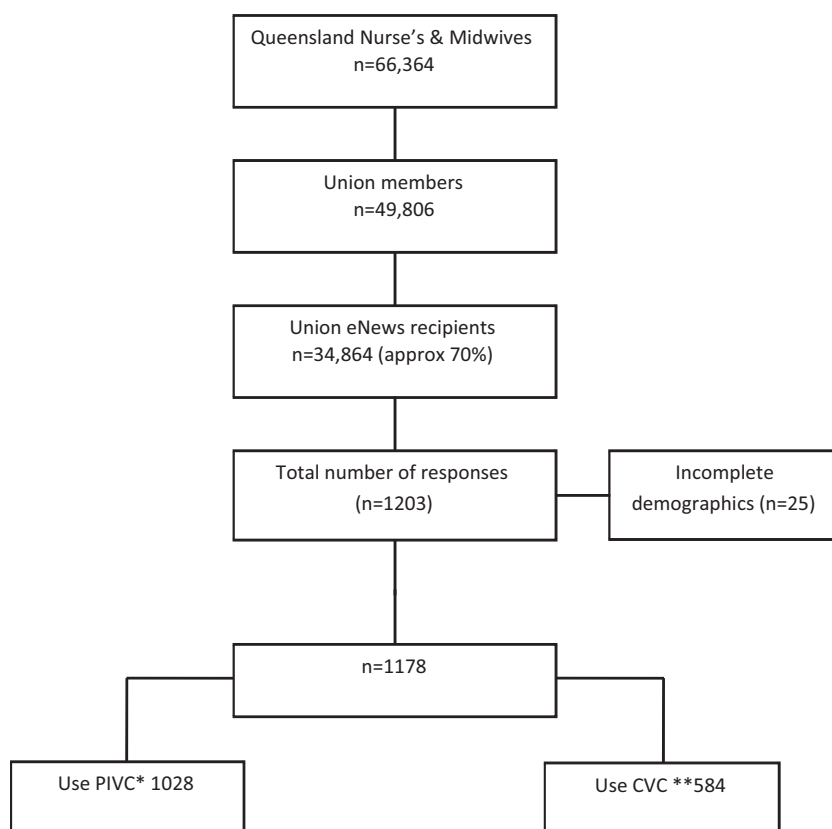 Queensland Nurse's & Midwives
n=66,364
Union members
n=49,806
Union eNews recipients
n=34,864 (approx 70%)
Total number of responses
(n=1203)
Incomplete
demographics (n=25)
n=1178
Use PIVC* 1028
Use CVC **584